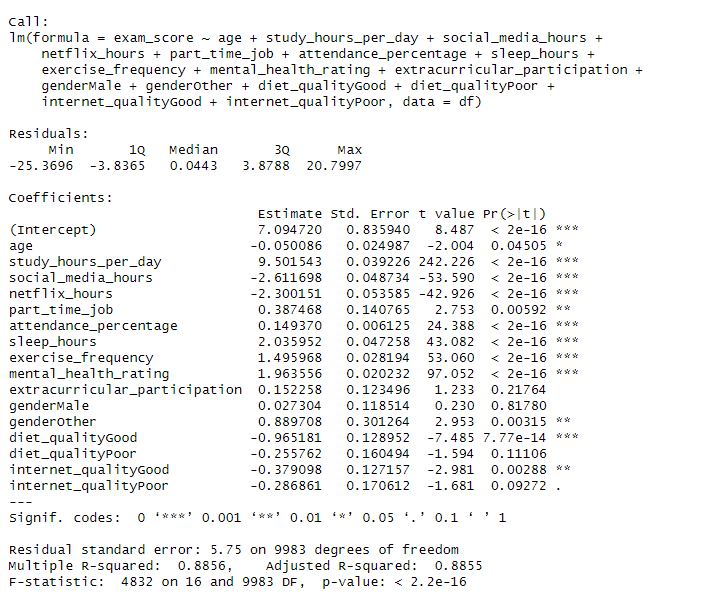 Call:
lm(formula = exam_score ~ age + study_hours_per_day + social_media_hours +
    netflix_hours + part_time_job + attendance_percentage + sleep_hours +
    exercise_frequency + mental_health_rating + extracurricular_participation +
    genderMale + genderOther + diet_qualityGood + diet_qualityPoor +
    internet_qualityGood + internet_qualityPoor, data = df)
Residuals:
     Min       1Q   Median       3Q      Max
-25.3696  -3.8365   0.0443   3.8788  20.7997
Coefficients:
                               Estimate Std. Error t value Pr(>|t|)
(Intercept)                    7.094720   0.835940   8.487  < 2e-16 ***
age                           -0.050086   0.024987  -2.004  0.04505 *
study_hours_per_day            9.501543   0.039226 242.226  < 2e-16 ***
social_media_hours            -2.611698   0.048734 -53.590  < 2e-16 ***
netflix_hours                 -2.300151   0.053585 -42.926  < 2e-16 ***
part_time_job                  0.387468   0.140765   2.753  0.00592 **
attendance_percentage          0.149370   0.006125  24.388  < 2e-16 ***
sleep_hours                    2.035952   0.047258  43.082  < 2e-16 ***
exercise_frequency             1.495968   0.028194  53.060  < 2e-16 ***
mental_health_rating           1.963556   0.020232  97.052  < 2e-16 ***
extracurricular_participation  0.152258   0.123496   1.233  0.21764
genderMale                     0.027304   0.118514   0.230  0.81780
genderOther                    0.889708   0.301264   2.953  0.00315 **
diet_qualityGood              -0.965181   0.128952  -7.485 7.77e-14 ***
diet_qualityPoor              -0.255762   0.160494  -1.594  0.11106
internet_qualityGood          -0.379098   0.127157  -2.981  0.00288 **
internet_qualityPoor          -0.286861   0.170612  -1.681  0.09272 .
---
Signif. codes:  0 ‘***’ 0.001 ‘**’ 0.01 ‘*’ 0.05 ‘.’ 0.1 ‘ ’ 1
Residual standard error: 5.75 on 9983 degrees of freedom
Multiple R-squared:  0.8856,    Adjusted R-squared:  0.8855
F-statistic:  4832 on 16 and 9983 DF,  p-value: < 2.2e-16